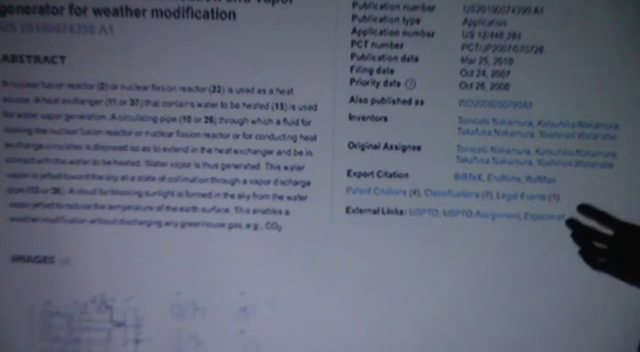 generator for weather modification
US 20100074390 A1
ABSTRACT
A nuclear fusion reactor (2) or nuclear fission reactor (22) is used as a heat
source. A heat exchanger (11 or 37) that contains water to be heated (15) is used
for water vapor generation. A circulating pipe (10 or 26) through which a fluid for
cooling the nuclear fusion reactor or nuclear fission reactor or for conducting heat
exchange circulates is disposed so as to extend in the heat exchanger and be in
contact with the water to be heated. Water vapor is thus generated. This water
vapor is jetted toward the sky at a state of collimation through a vapor discharge
A cloud for blocking sunlight is formed in the sky from the water
vapor jetted to reduce the temperature of the earth surface. This enables a
weather modification without discharging any greenhouse gas, e.g., CO2.
IMAGES
Publication number US20100074390 A1
Publication type Application
Application number US 12/446,281
PCT number
Publication date Mar 25, 2010
Filing date Oct 24, 2007
Priority date Oct 26, 2006
Also published as
Inventors Tomoaki Nakamura, Katsuhiko Nakamura,
Takafusa Nakamura, Yoshinori Watanabe
Original Assignee Tomoaki Nakamura, Katsuhiko Nakamura,
Takafusa Nakamura, Yoshinori Watanabe
Export Citation BiBTeX, EndNote, RefMan
Patent Citations (4), Classifications (7), Legal Events (1)
External Links: USPTO, USPTO Assignment, Espacenet